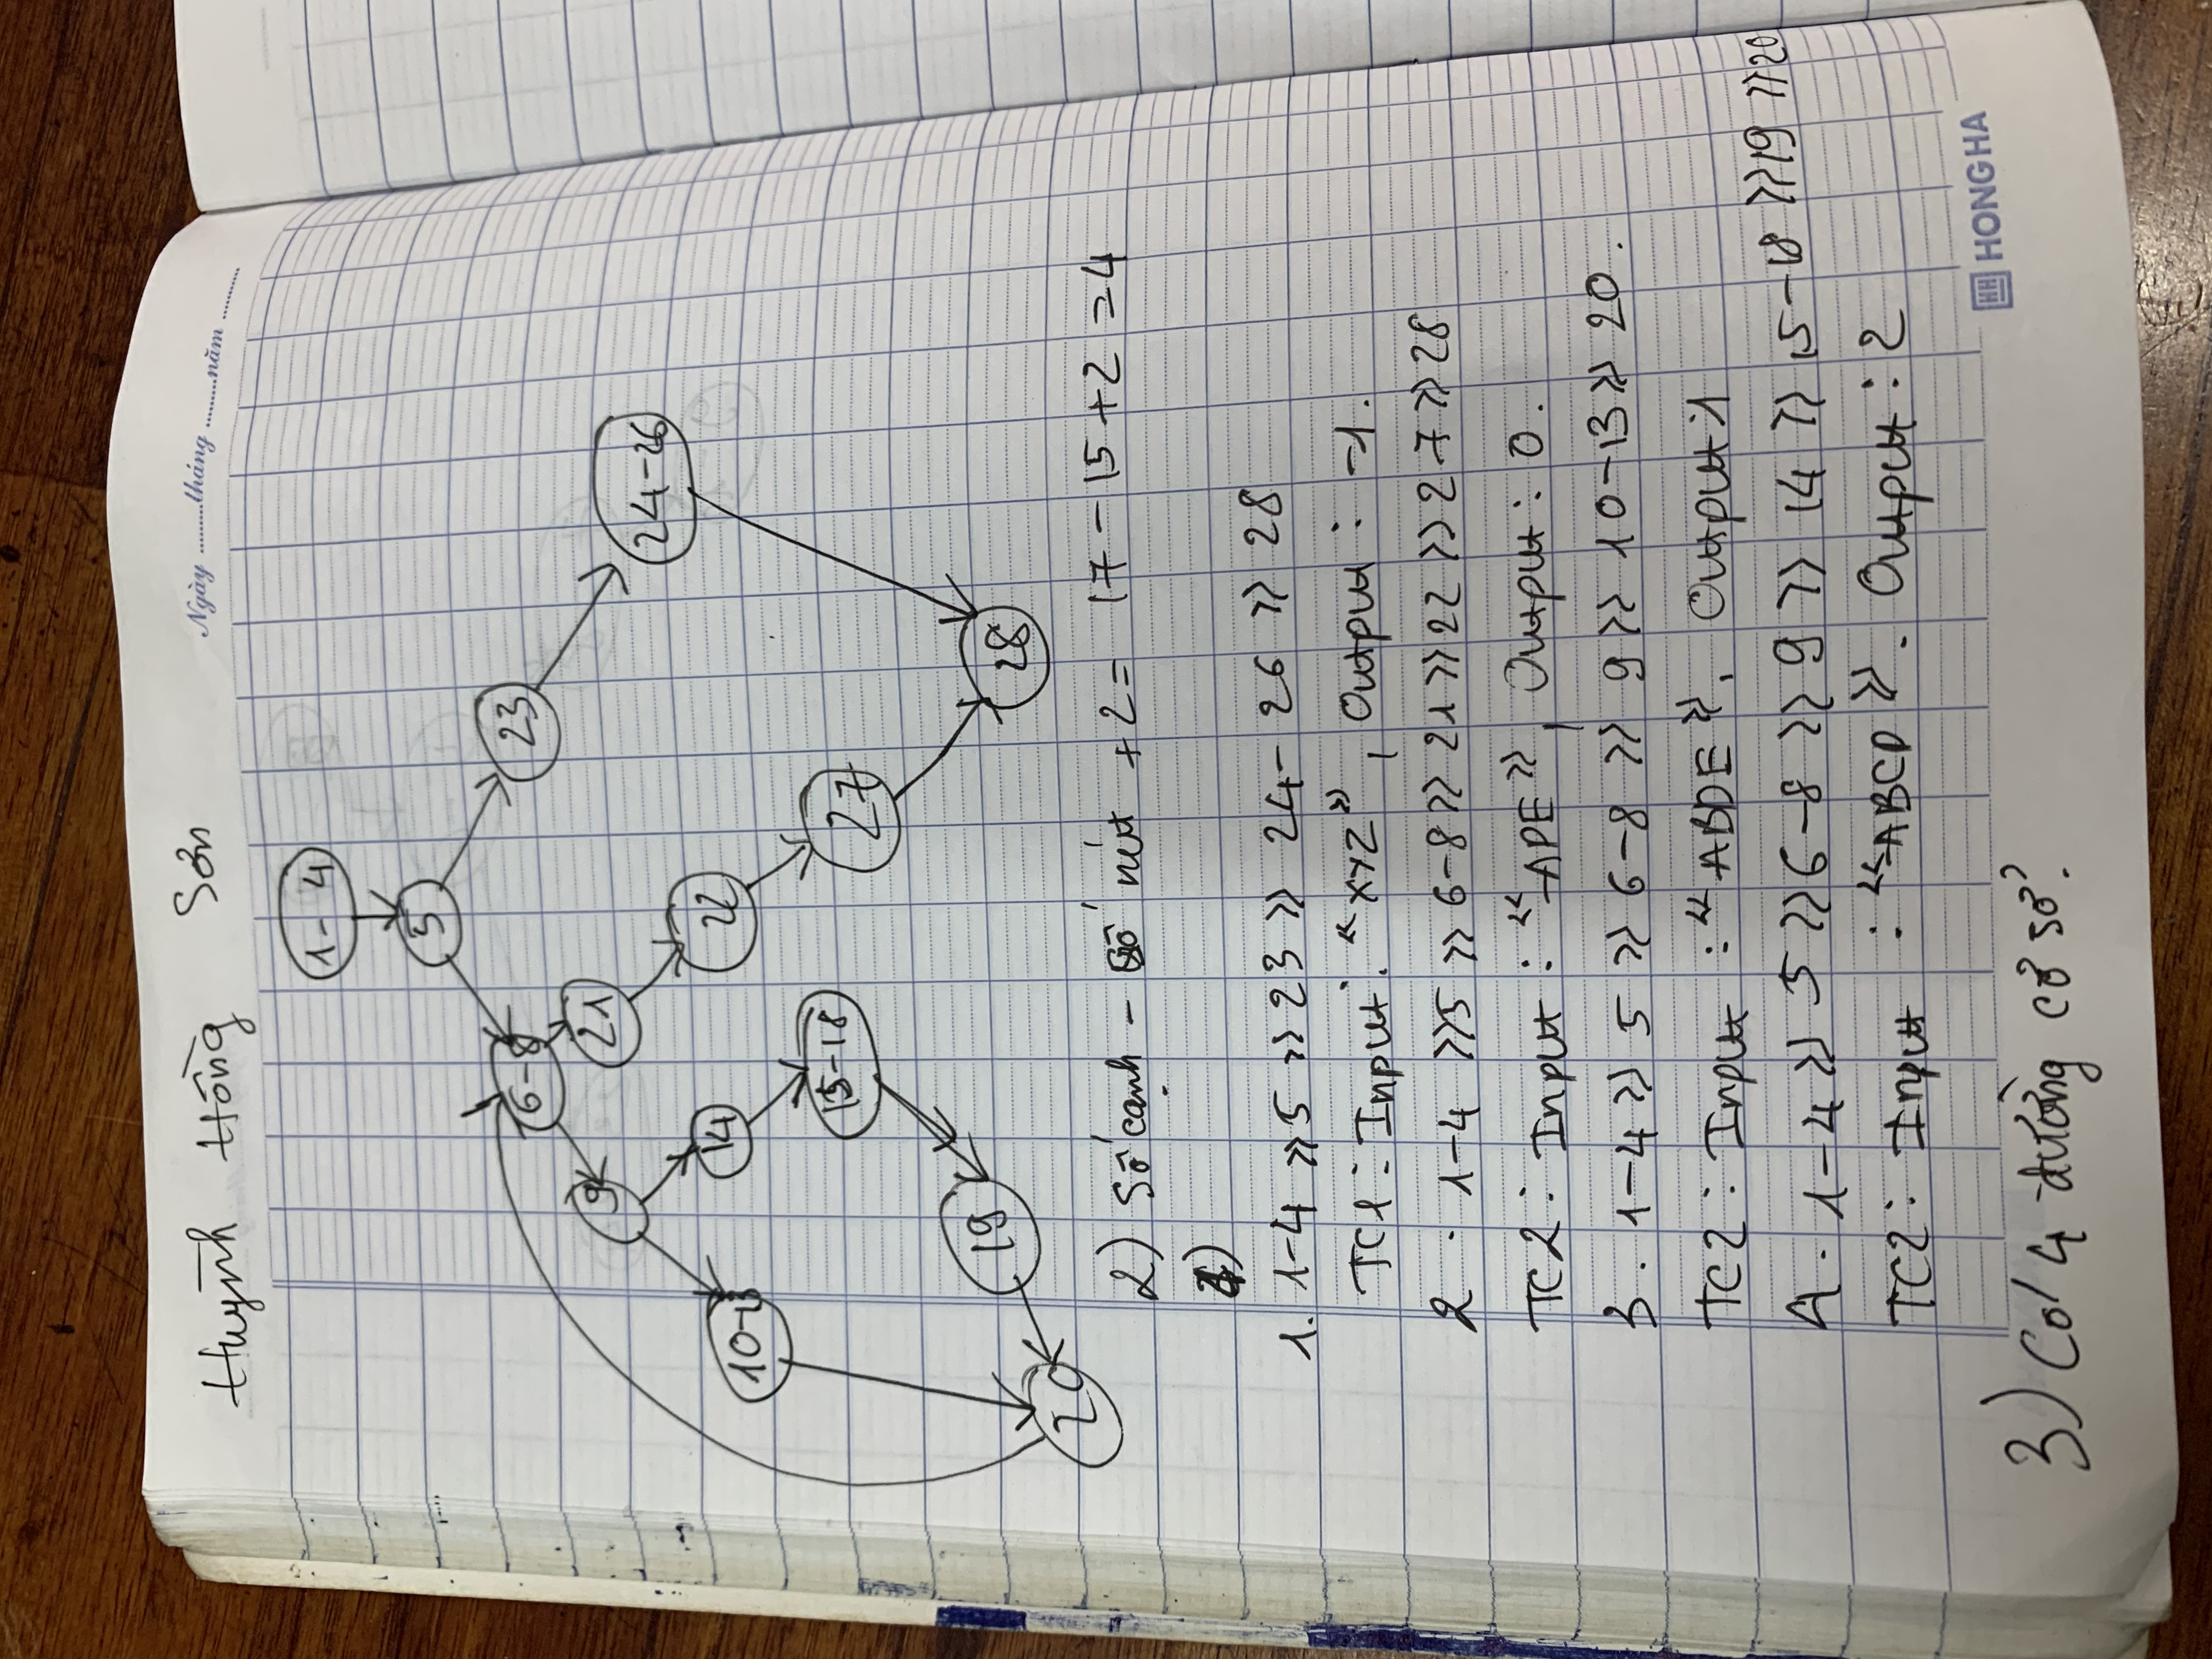 Huỳnh Hồng Sơn
Ngày .........tháng .........năm .........
1-4
5
6-8
23
9
21
24-26
10-13
14
22
15-18
27
19
28
20
2) Số cạnh - số nút + 2 = 17 - 15 + 2 = 4
4)
1. 1-4 >> 5 >> 23 >> 24-26 >> 28
TC1: Input: "XYZ", Output: -1.
2. 1-4 >> 5 >> 6-8 >> 21 >> 22 >> 27 >> 28
TC2: Input: "APE", Output: 0.
3. 1-4 >> 5 >> 6-8 >> 9 >> 10-13 >> 20.
TC2: Input: "ABDE". Output: 1
4. 1-4 >> 5 >> 6-8 >> 9 >> 14 >> 15-18 >> 19 >> 20
TC2: Input: "ABCD". Output: 2
HH HONG HA
3) Có 4 đường cơ sở.